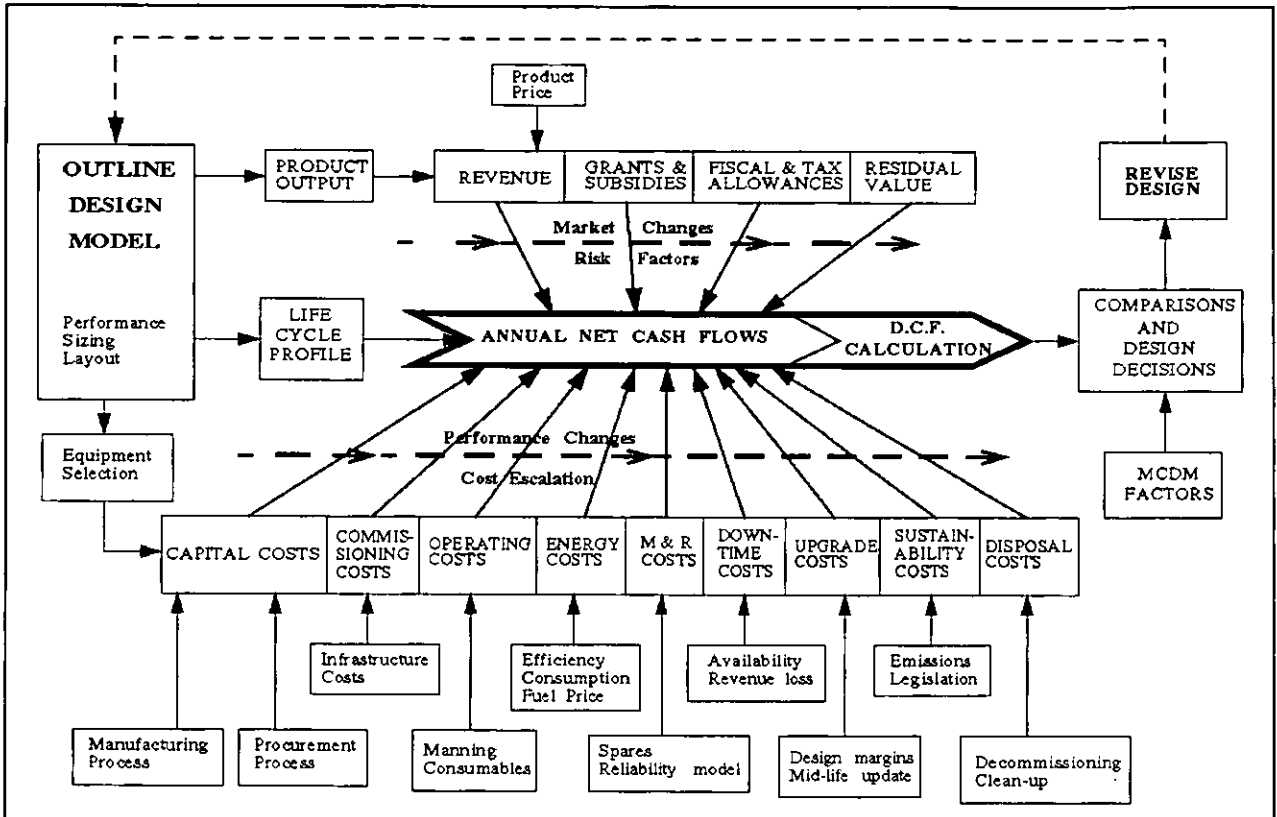 Product
Price
OUTLINE
DESIGN
MODEL
Performance
Sizing
Layout
PRODUCT
OUTPUT
REVENUE
GRANTS &
SUBSIDIES
FISCAL & TAX
ALLOWANCES
RESIDUAL
VALUE
REVISE
DESIGN
Market Changes
Risk Factors
LIFE
CYCLE
PROFILE
ANNUAL NET CASH FLOWS
D.C.F.
CALCULATION
COMPARISONS
AND
DESIGN
DECISIONS
Equipment
Selection
Performance Changes
Cost Escalation
MCDM
FACTORS
CAPITAL COSTS
COMMIS-
SIONING
COSTS
OPERATING
COSTS
ENERGY
COSTS
M & R
COSTS
DOWN-
TIME
COSTS
UPGRADE
COSTS
SUSTAIN-
ABILITY
COSTS
DISPOSAL
COSTS
Infrastructure
Costs
Efficiency
Consumption
Fuel Price
Availability
Revenue loss
Emissions
Legislation
Manufacturing
Process
Procurement
Process
Manning
Consumables
Spares
Reliability model
Design margins
Mid-life update
Decommissioning
Clean-up